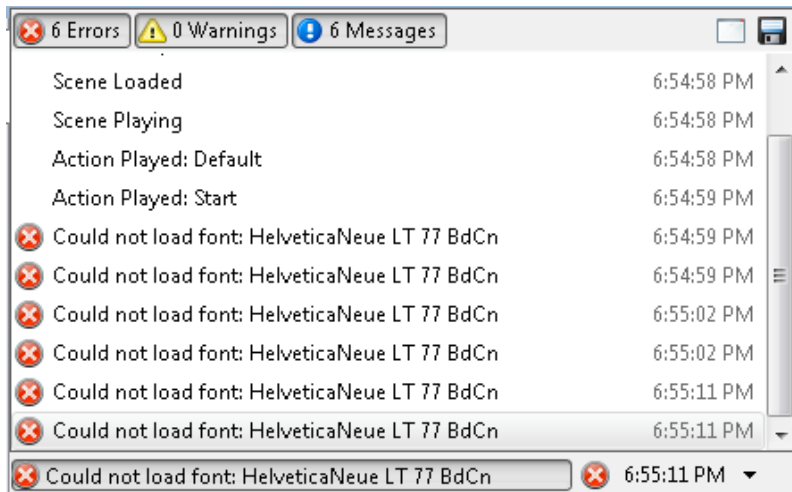 6 Errors 0 Warnings 6 Messages
Scene Loaded 6:54:58 PM
Scene Playing 6:54:58 PM
Action Played: Default 6:54:58 PM
Action Played: Start 6:54:59 PM
Could not load font: HelveticaNeue LT 77 BdCn 6:54:59 PM
Could not load font: HelveticaNeue LT 77 BdCn 6:54:59 PM
Could not load font: HelveticaNeue LT 77 BdCn 6:55:02 PM
Could not load font: HelveticaNeue LT 77 BdCn 6:55:02 PM
Could not load font: HelveticaNeue LT 77 BdCn 6:55:11 PM
Could not load font: HelveticaNeue LT 77 BdCn 6:55:11 PM
Could not load font: HelveticaNeue LT 77 BdCn 6:55:11 PM